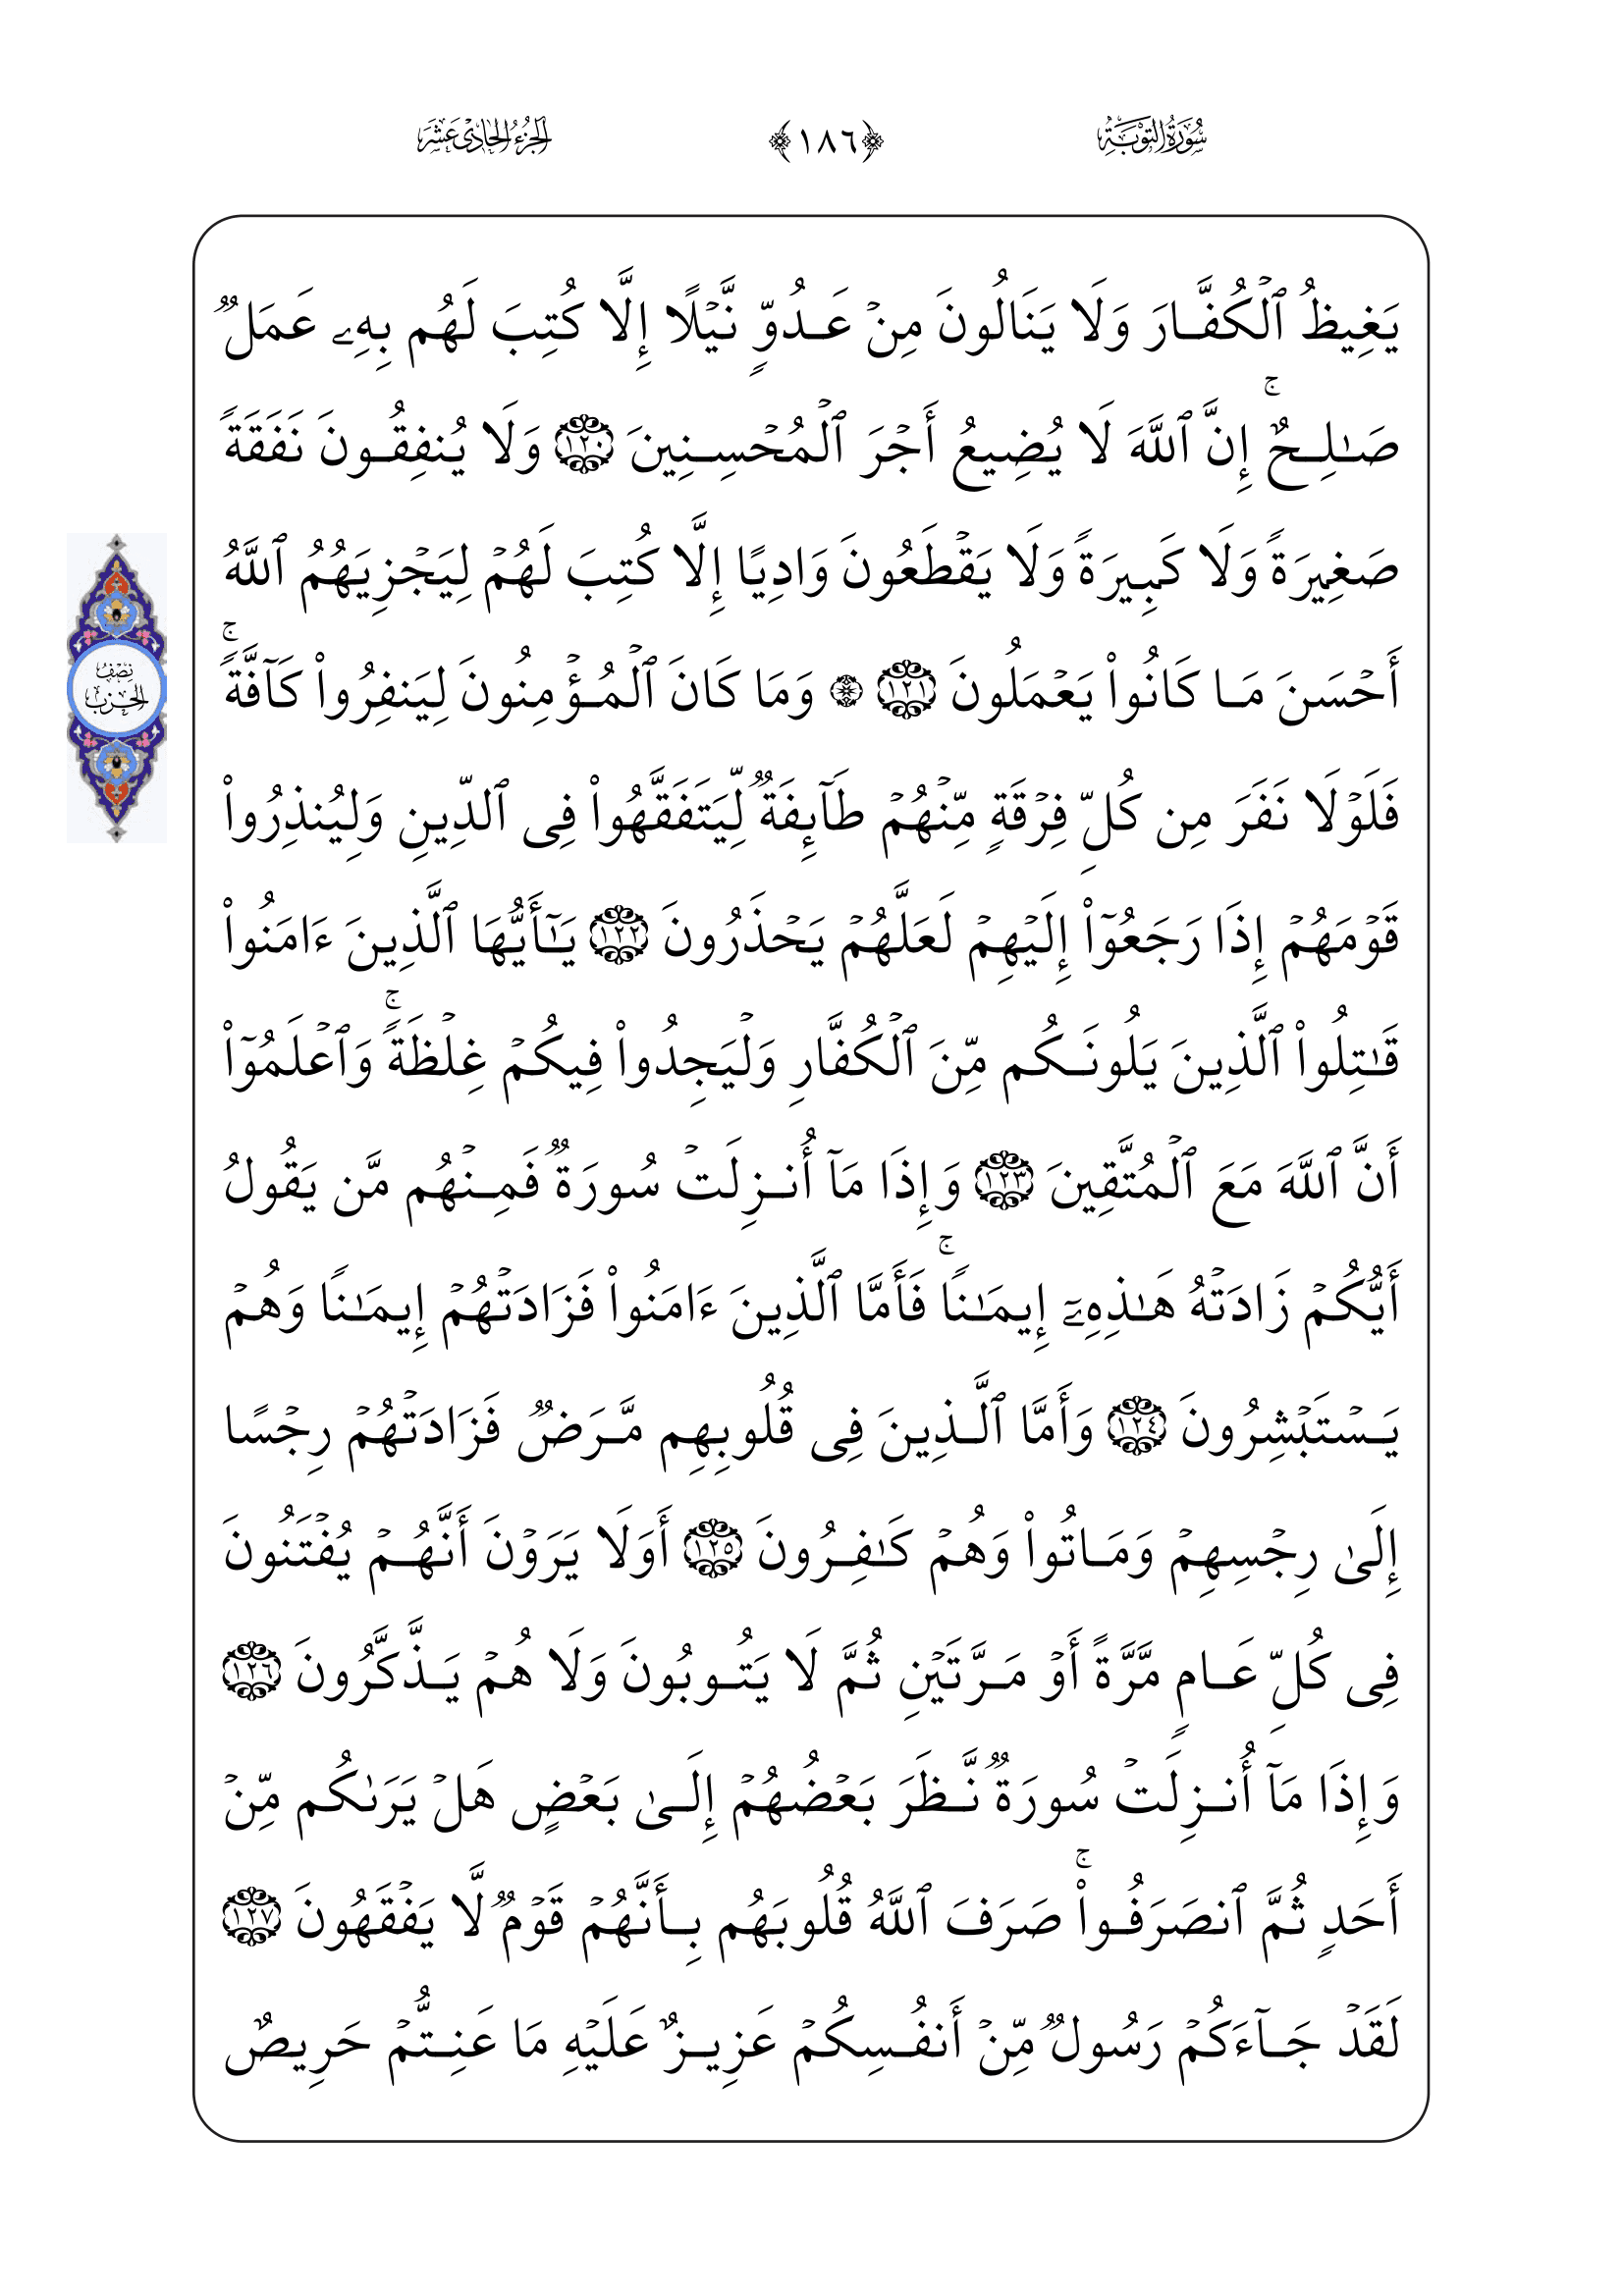 سُورَةُ التَّوْبَةِ
﴿١٨٦﴾
الجُزْءُ الحَادِى عَشَرَ
يَغِيظُ ٱلۡكُفَّارَ وَلَا يَنَالُونَ مِنۡ عَدُوٍّ نَّيۡلًا إِلَّا كُتِبَ لَهُم بِهِۦ عَمَلٌ
صَٰلِحٌۚ إِنَّ ٱللَّهَ لَا يُضِيعُ أَجۡرَ ٱلۡمُحۡسِنِينَ ١٢٠ وَلَا يُنفِقُونَ نَفَقَةً
صَغِيرَةً وَلَا كَبِيرَةً وَلَا يَقۡطَعُونَ وَادِيًا إِلَّا كُتِبَ لَهُمۡ لِيَجۡزِيَهُمُ ٱللَّهُ
أَحۡسَنَ مَا كَانُواْ يَعۡمَلُونَ ١٢١ ۞ وَمَا كَانَ ٱلۡمُؤۡمِنُونَ لِيَنفِرُواْ كَآفَّةًۚ
نِصْفُ
الحِزْبِ
فَلَوۡلَا نَفَرَ مِن كُلِّ فِرۡقَةٍ مِّنۡهُمۡ طَآئِفَةٌ لِّيَتَفَقَّهُواْ فِى ٱلدِّينِ وَلِيُنذِرُواْ
قَوۡمَهُمۡ إِذَا رَجَعُوٓاْ إِلَيۡهِمۡ لَعَلَّهُمۡ يَحۡذَرُونَ ١٢٢ يَٰٓأَيُّهَا ٱلَّذِينَ ءَامَنُواْ
قَٰتِلُواْ ٱلَّذِينَ يَلُونَكُم مِّنَ ٱلۡكُفَّارِ وَلۡيَجِدُواْ فِيكُمۡ غِلۡظَةًۚ وَٱعۡلَمُوٓاْ
أَنَّ ٱللَّهَ مَعَ ٱلۡمُتَّقِينَ ١٢٣ وَإِذَا مَآ أُنزِلَتۡ سُورَةٌ فَمِنۡهُم مَّن يَقُولُ
أَيُّكُمۡ زَادَتۡهُ هَٰذِهِۦٓ إِيمَٰنًاۚ فَأَمَّا ٱلَّذِينَ ءَامَنُواْ فَزَادَتۡهُمۡ إِيمَٰنًا وَهُمۡ
يَسۡتَبۡشِرُونَ ١٢٤ وَأَمَّا ٱلَّذِينَ فِى قُلُوبِهِم مَّرَضٌ فَزَادَتۡهُمۡ رِجۡسًا
إِلَىٰ رِجۡسِهِمۡ وَمَاتُواْ وَهُمۡ كَٰفِرُونَ ١٢٥ أَوَلَا يَرَوۡنَ أَنَّهُمۡ يُفۡتَنُونَ
فِى كُلِّ عَامٍ مَّرَّةً أَوۡ مَرَّتَيۡنِ ثُمَّ لَا يَتُوبُونَ وَلَا هُمۡ يَذَّكَّرُونَ ١٢٦
وَإِذَا مَآ أُنزِلَتۡ سُورَةٌ نَّظَرَ بَعۡضُهُمۡ إِلَىٰ بَعۡضٍ هَلۡ يَرَىٰكُم مِّنۡ
أَحَدٍ ثُمَّ ٱنصَرَفُواْۚ صَرَفَ ٱللَّهُ قُلُوبَهُم بِأَنَّهُمۡ قَوۡمٌ لَّا يَفۡقَهُونَ ١٢٧
لَقَدۡ جَآءَكُمۡ رَسُولٌ مِّنۡ أَنفُسِكُمۡ عَزِيزٌ عَلَيۡهِ مَا عَنِتُّمۡ حَرِيصٌ